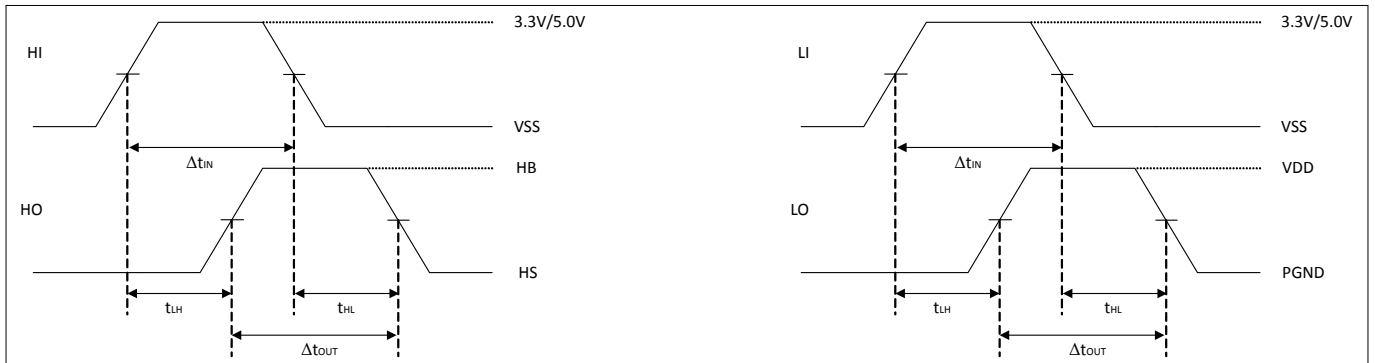 3.3V/5.0V
HI
VSS
ΔtIN
HB
HO
HS
tLH
tHL
ΔtOUT
3.3V/5.0V
LI
VSS
ΔtIN
VDD
LO
PGND
tLH
tHL
ΔtOUT